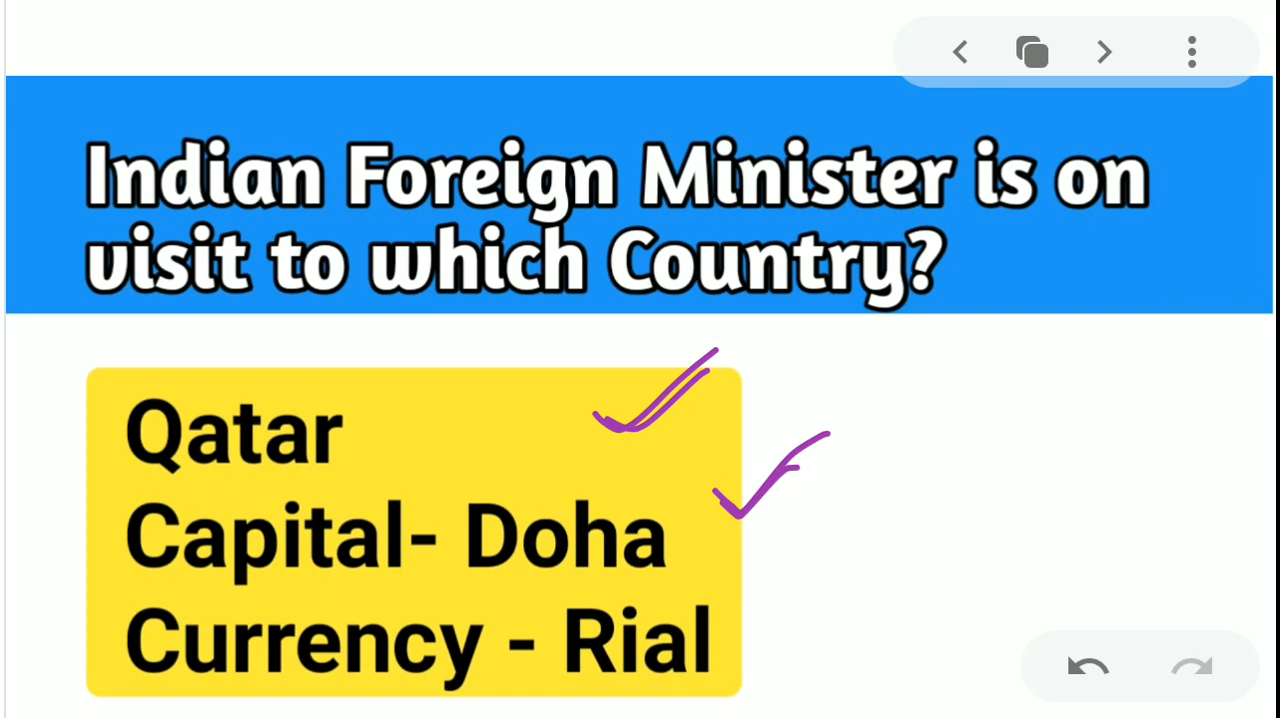 Indian Foreign Minister is on
visit to which Country?
Qatar
Capital- Doha
Currency - Rial